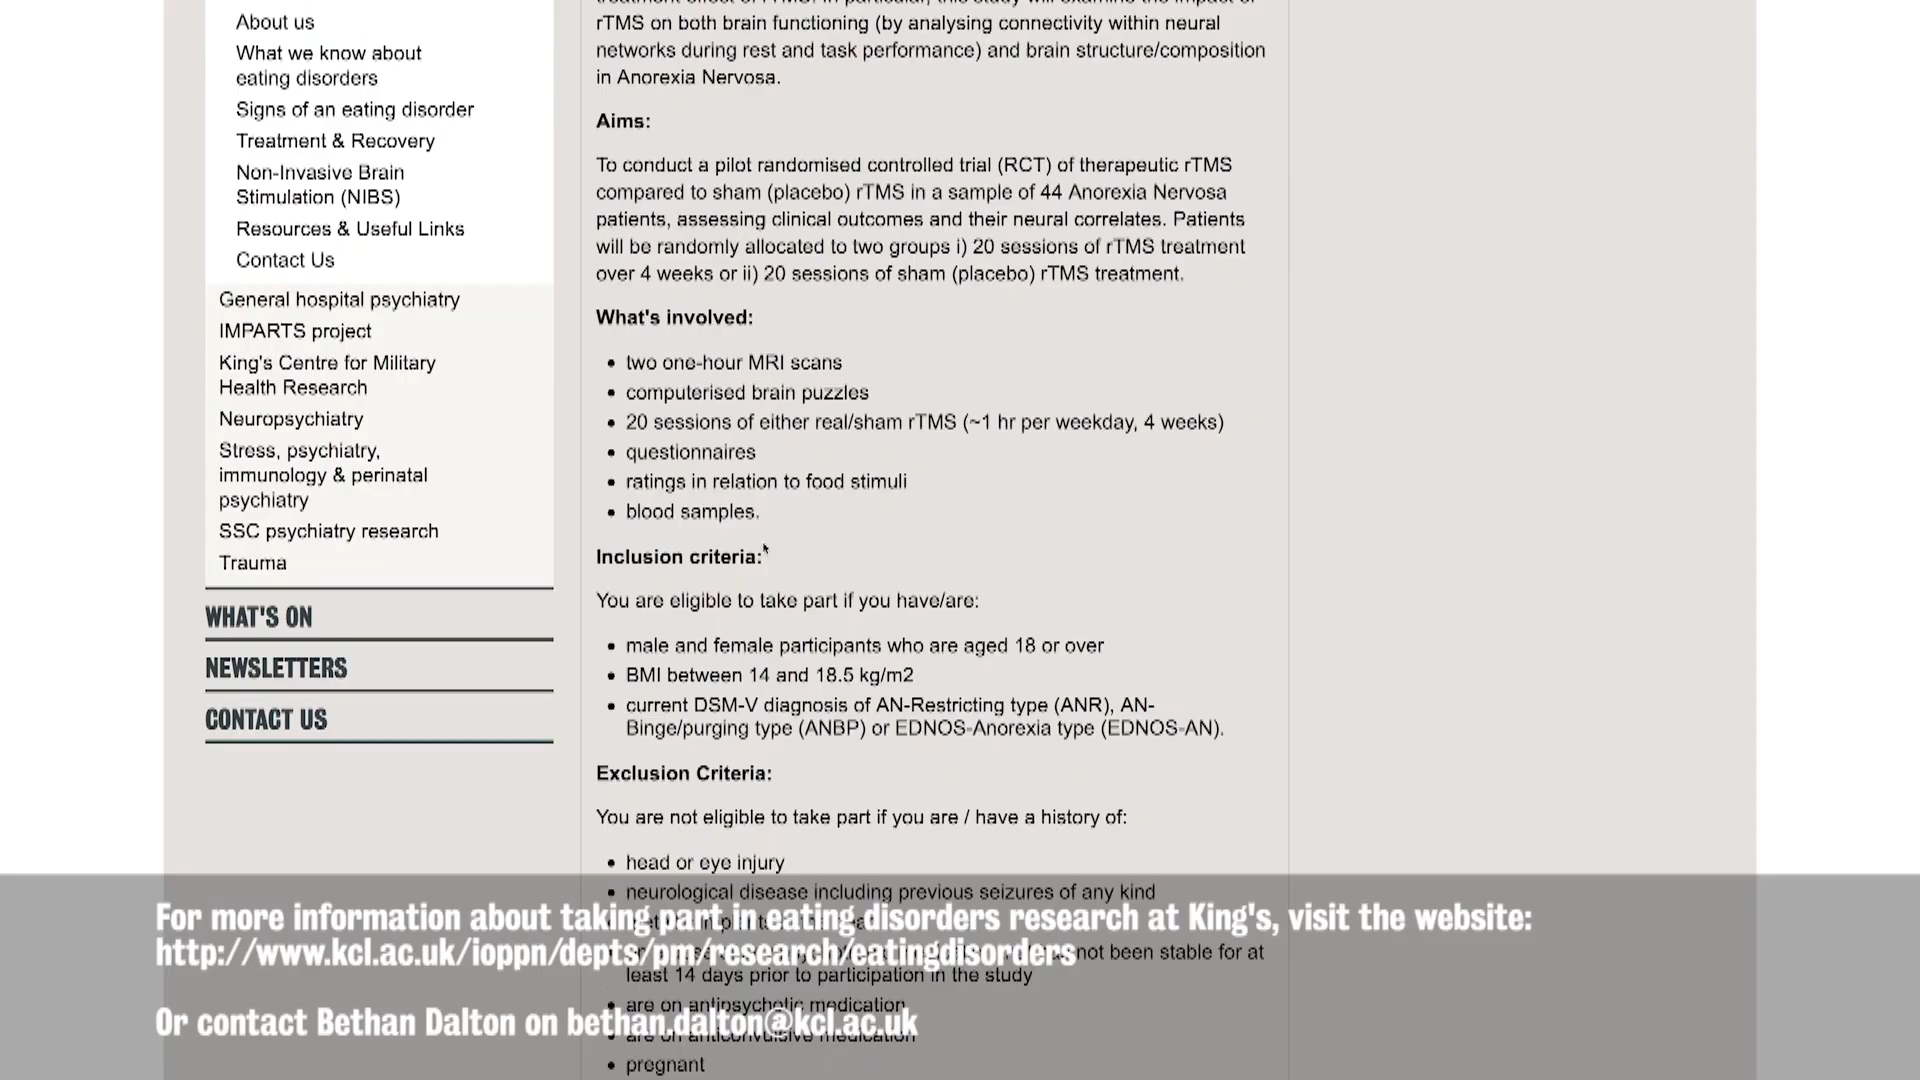 About us
What we know about
eating disorders
Signs of an eating disorder
Treatment & Recovery
Non-Invasive Brain
Stimulation (NIBS)
Resources & Useful Links
Contact Us
General hospital psychiatry
IMPARTS project
King's Centre for Military
Health Research
Neuropsychiatry
Stress, psychiatry,
immunology & perinatal
psychiatry
SSC psychiatry research
Trauma
WHAT'S ON
NEWSLETTERS
CONTACT US
rTMS on both brain functioning (by analysing connectivity within neural
networks during rest and task performance) and brain structure/composition
in Anorexia Nervosa.
Aims:
To conduct a pilot randomised controlled trial (RCT) of therapeutic rTMS
compared to sham (placebo) rTMS in a sample of 44 Anorexia Nervosa
patients, assessing clinical outcomes and their neural correlates. Patients
will be randomly allocated to two groups i) 20 sessions of rTMS treatment
over 4 weeks or ii) 20 sessions of sham (placebo) rTMS treatment.
What's involved:
• two one-hour MRI scans
• computerised brain puzzles
• 20 sessions of either real/sham rTMS (~1 hr per weekday, 4 weeks)
• questionnaires
• ratings in relation to food stimuli
• blood samples.
Inclusion criteria:
You are eligible to take part if you have/are:
• male and female participants who are aged 18 or over
• BMI between 14 and 18.5 kg/m2
• current DSM-V diagnosis of AN-Restricting type (ANR), AN-
Binge/purging type (ANBP) or EDNOS-Anorexia type (EDNOS-AN).
Exclusion Criteria:
You are not eligible to take part if you are / have a history of:
• head or eye injury
• neurological disease including previous seizures of any kind
not been stable for at
least 14 days prior to participation in the study
• are on antipsychotic medication
• are on anticonvulsive medication
• pregnant
For more information about taking part in eating disorders research at King's, visit the website:
http://www.kcl.ac.uk/ioppn/depts/pm/research/eatingdisorders
Or contact Bethan Dalton on bethan.dalton@kcl.ac.uk